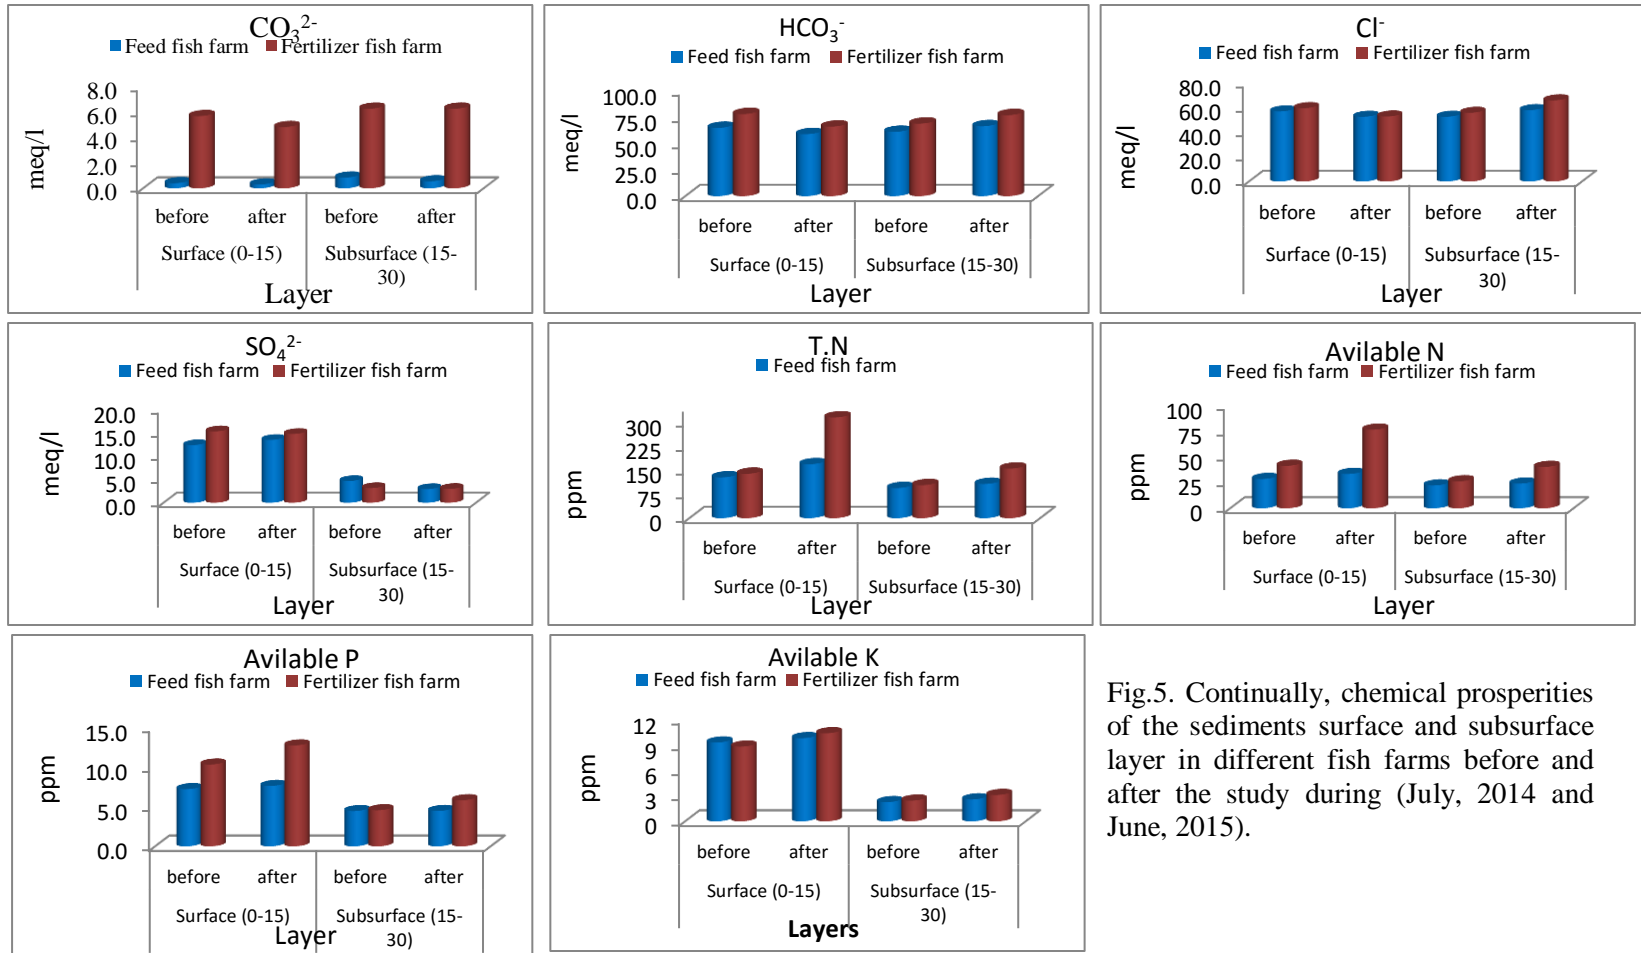 CO₃²⁻
Feed fish farm Fertilizer fish farm
8.0
6.0
4.0
2.0
0.0
meq/l
before after before after
Surface (0-15) Subsurface (15-
30)
Layer
HCO₃⁻
Feed fish farm Fertilizer fish farm
100.0
75.0
50.0
25.0
0.0
meq/l
before after before after
Surface (0-15) Subsurface (15-30)
Layer
Cl⁻
Feed fish farm Fertilizer fish farm
80.0
60.0
40.0
20.0
0.0
meq/l
before after before after
Surface (0-15) Subsurface (15-
30)
Layer
SO₄²⁻
Feed fish farm Fertilizer fish farm
20.0
15.0
10.0
5.0
0.0
meq/l
before after before after
Surface (0-15) Subsurface (15-
30)
Layer
T.N
Feed fish farm
300
225
150
75
0
ppm
before after before after
Surface (0-15) Subsurface (15-30)
Layer
Avilable N
Feed fish farm Fertilizer fish farm
100
75
50
25
0
ppm
before after before after
Surface (0-15) Subsurface (15-30)
Layer
Avilable P
Feed fish farm Fertilizer fish farm
15.0
10.0
5.0
0.0
ppm
before after before after
Surface (0-15) Subsurface (15-
30)
Layer
Avilable K
Feed fish farm Fertilizer fish farm
12
9
6
3
0
ppm
before after before after
Surface (0-15) Subsurface (15-
30)
Layers
Fig.5. Continually, chemical prosperities
of the sediments surface and subsurface
layer in different fish farms before and
after the study during (July, 2014 and
June, 2015).